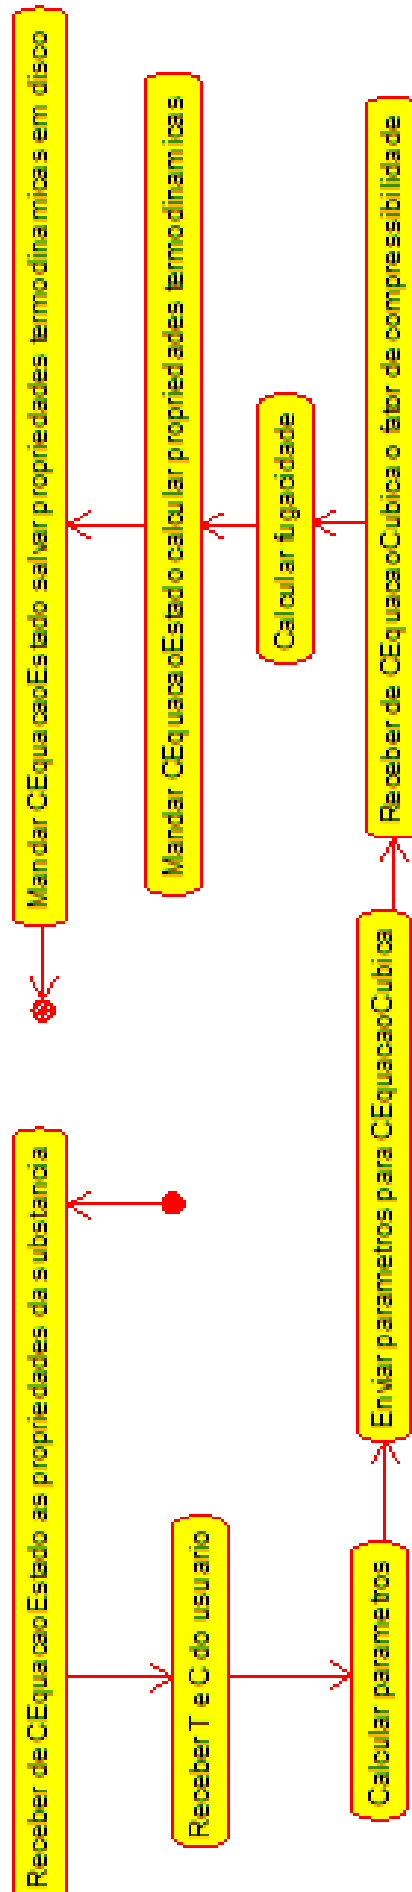 Receber de CEquacaoEstado as propriedades da substancia
Receber T e C do usuario
Calcular parametros
Enviar parametros para CEquacaoCubica
Receber de CEquacaoCubica o fator de compressibilidade
Calcular fugacidade
Mandar CEquacaoEstado calcular propriedades termodinamicas
Mandar CEquacaoEstado salvar propriedades termodinamicas em disco